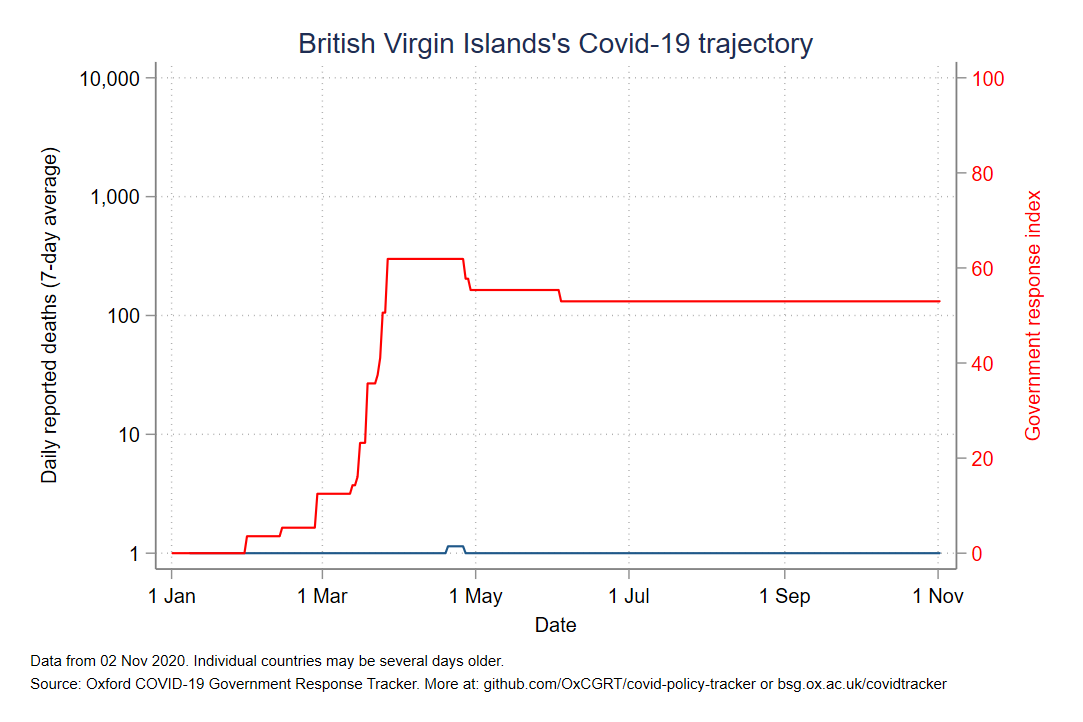 British Virgin Islands's Covid-19 trajectory
10,000
1,000
100
10
1
Daily reported deaths (7-day average)
100
80
60
40
20
0
Government response index
1 Jan
1 Mar
1 May
1 Jul
1 Sep
1 Nov
Date
Data from 02 Nov 2020. Individual countries may be several days older.
Source: Oxford COVID-19 Government Response Tracker. More at: github.com/OxCGRT/covid-policy-tracker or bsg.ox.ac.uk/covidtracker